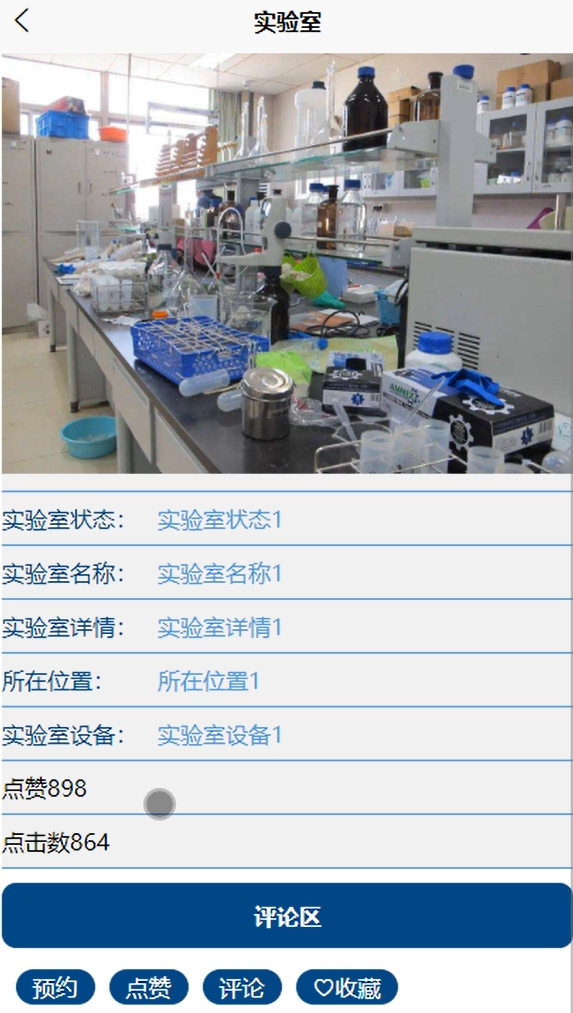 实验室
实验室状态： 实验室状态1
实验室名称： 实验室名称1
实验室详情： 实验室详情1
所在位置： 所在位置1
实验室设备： 实验室设备1
点赞898
点击数864
评论区
预约 点赞 评论 ♡收藏